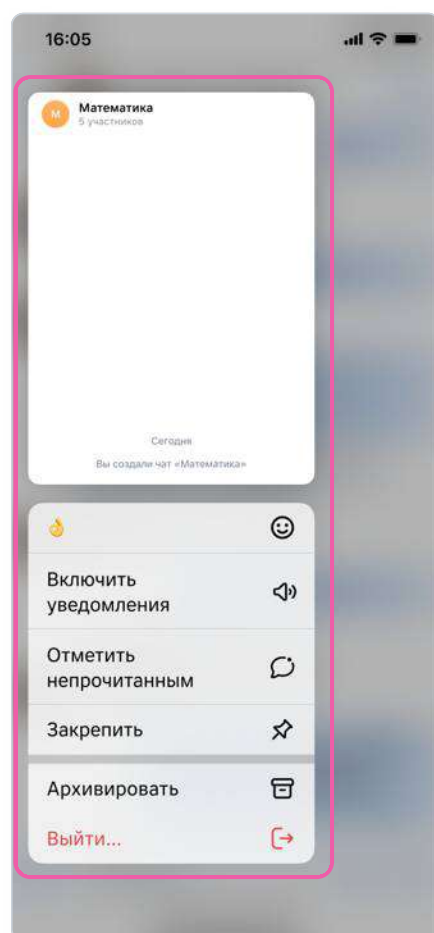 16:05
М
Математика
5 участников
Сегодня
Вы создали чат «Математика»
👌
Включить
уведомления
Отметить
непрочитанным
Закрепить
Архивировать
Выйти...